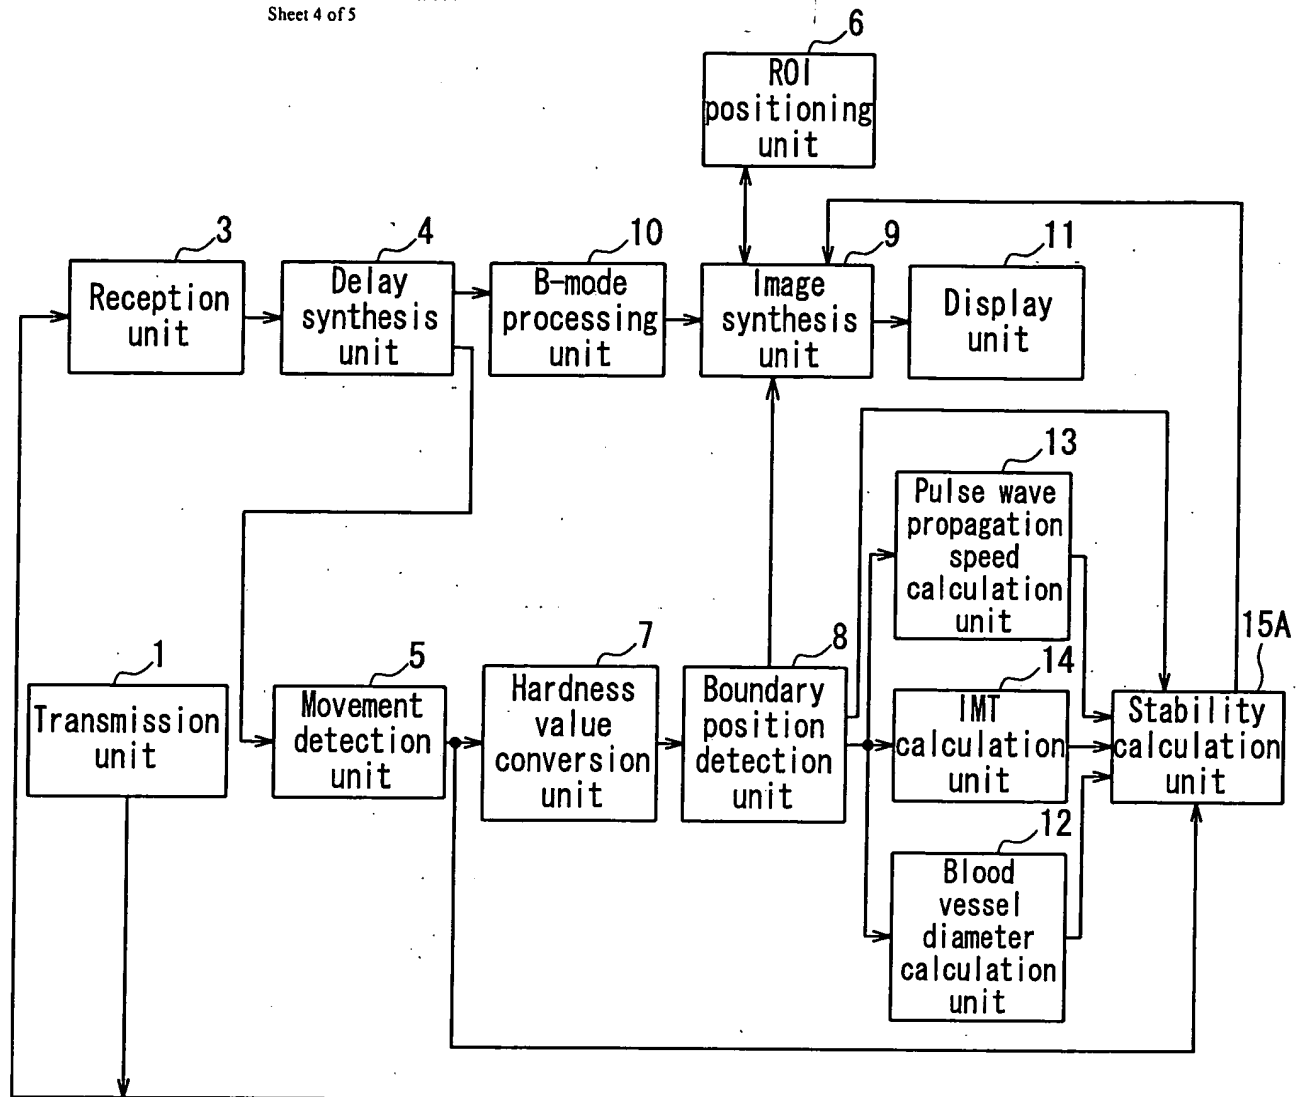 Sheet 4 of 5
6
ROI
positioning
unit
3
Reception
unit
4
Delay
synthesis
unit
10
B-mode
processing
unit
9
Image
synthesis
unit
11
Display
unit
13
Pulse wave
propagation
speed
calculation
unit
1
Transmission
unit
5
Movement
detection
unit
7
Hardness
value
conversion
unit
8
Boundary
position
detection
unit
14
IMT
calculation
unit
15A
Stability
calculation
unit
12
Blood
vessel
diameter
calculation
unit